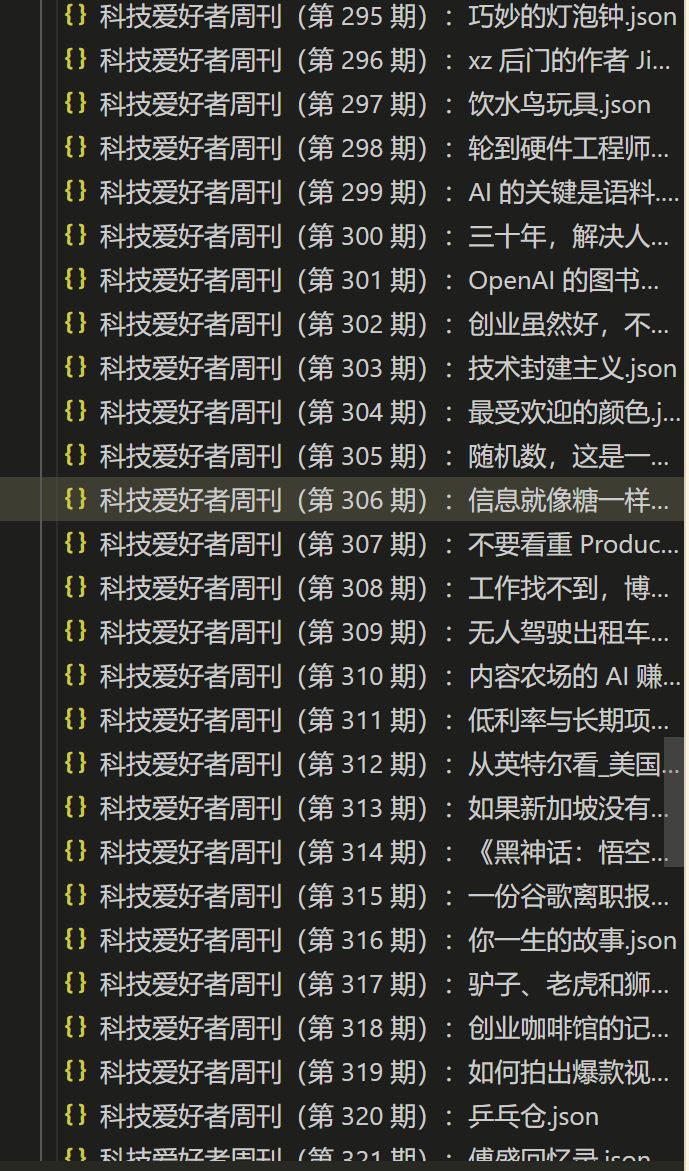 {} 科技爱好者周刊（第 295 期）：巧妙的灯泡钟.json
{} 科技爱好者周刊（第 296 期）：xz 后门的作者 Ji...
{} 科技爱好者周刊（第 297 期）：饮水鸟玩具.json
{} 科技爱好者周刊（第 298 期）：轮到硬件工程师...
{} 科技爱好者周刊（第 299 期）：AI 的关键是语料....
{} 科技爱好者周刊（第 300 期）：三十年，解决人...
{} 科技爱好者周刊（第 301 期）：OpenAI 的图书...
{} 科技爱好者周刊（第 302 期）：创业虽然好，不...
{} 科技爱好者周刊（第 303 期）：技术封建主义.json
{} 科技爱好者周刊（第 304 期）：最受欢迎的颜色.j...
{} 科技爱好者周刊（第 305 期）：随机数，这是一...
{} 科技爱好者周刊（第 306 期）：信息就像糖一样...
{} 科技爱好者周刊（第 307 期）：不要看重 Produc...
{} 科技爱好者周刊（第 308 期）：工作找不到，博...
{} 科技爱好者周刊（第 309 期）：无人驾驶出租车...
{} 科技爱好者周刊（第 310 期）：内容农场的 AI 赚...
{} 科技爱好者周刊（第 311 期）：低利率与长期项...
{} 科技爱好者周刊（第 312 期）：从英特尔看_美国...
{} 科技爱好者周刊（第 313 期）：如果新加坡没有...
{} 科技爱好者周刊（第 314 期）：《黑神话：悟空...
{} 科技爱好者周刊（第 315 期）：一份谷歌离职报...
{} 科技爱好者周刊（第 316 期）：你一生的故事.json
{} 科技爱好者周刊（第 317 期）：驴子、老虎和狮...
{} 科技爱好者周刊（第 318 期）：创业咖啡馆的记...
{} 科技爱好者周刊（第 319 期）：如何拍出爆款视...
{} 科技爱好者周刊（第 320 期）：乒乓仓.json
{} 科技爱好者周刊（第 321 期）：傅盛回忆录.json